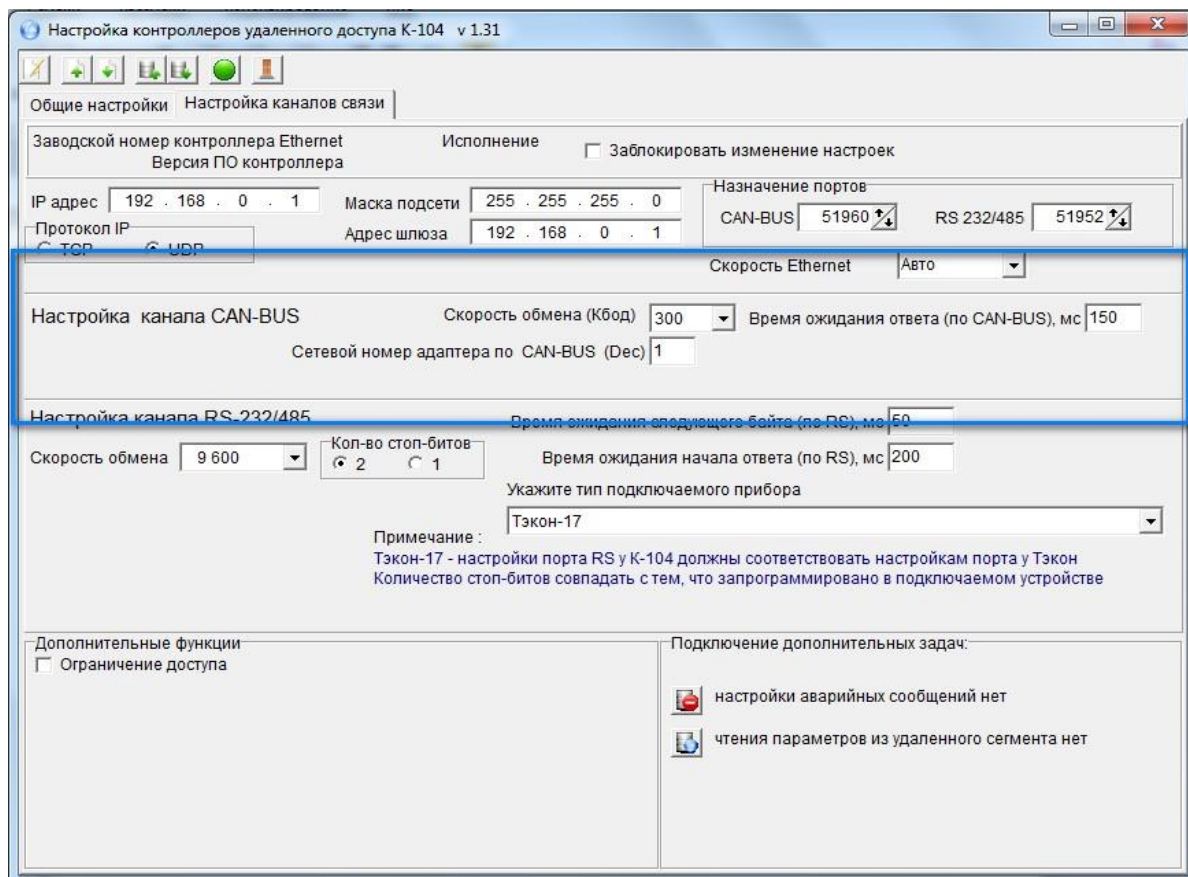 Настройка контроллеров удаленного доступа К-104 v 1.31
Общие настройки Настройка каналов связи
Заводской номер контроллера Ethernet Исполнение Заблокировать изменение настроек
Версия ПО контроллера
IP адрес 192 . 168 . 0 . 1 Маска подсети 255 . 255 . 255 . 0 Назначение портов
CAN-BUS 51960 RS 232/485 51952
Протокол IP Адрес шлюза 192 . 168 . 0 . 1
TCP UDP
Скорость Ethernet Авто
Настройка канала CAN-BUS Скорость обмена (Кбод) 300 Время ожидания ответа (по CAN-BUS), мс 150
Сетевой номер адаптера по CAN-BUS (Dec) 1
Настройка канала RS-232/485 Время ожидания следующего байта (по RS), мс 50
Скорость обмена 9 600 Кол-во стоп-битов 2 1 Время ожидания начала ответа (по RS), мс 200
Укажите тип подключаемого прибора
Тэкон-17
Примечание :
Тэкон-17 - настройки порта RS у К-104 должны соответствовать настройкам порта у Тэкон
Количество стоп-битов совпадать с тем, что запрограммировано в подключаемом устройстве
Дополнительные функции Подключение дополнительных задач:
Ограничение доступа
настройки аварийных сообщений нет
чтения параметров из удаленного сегмента нет